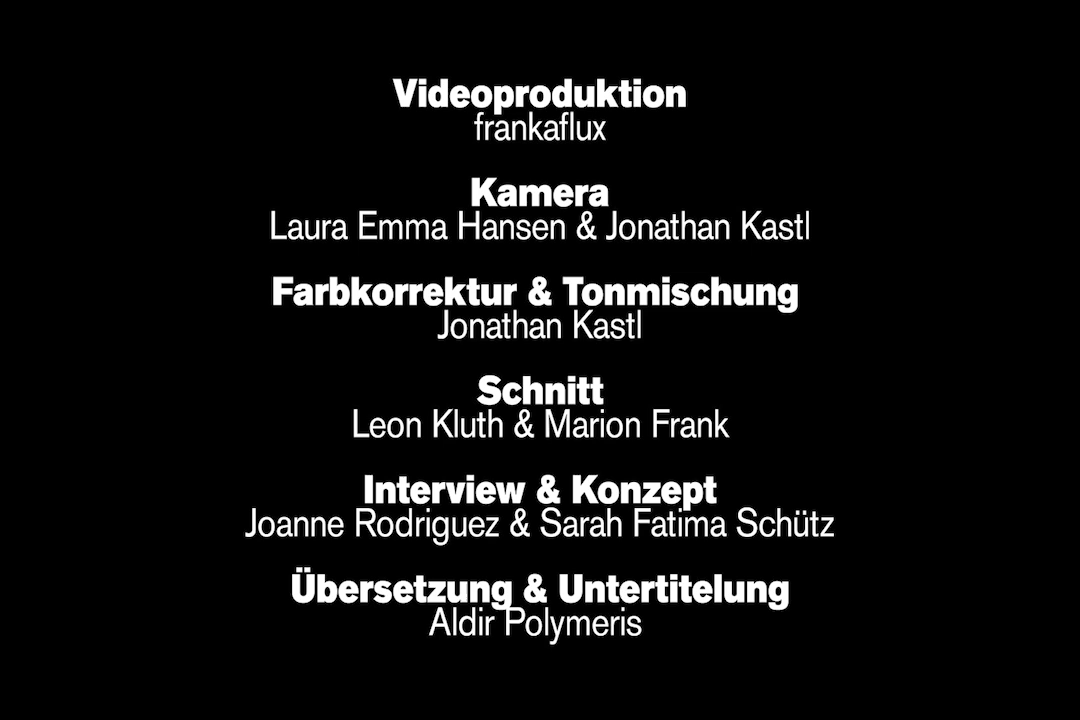 Videoproduktion
frankaflux
Kamera
Laura Emma Hansen & Jonathan Kastl
Farbkorrektur & Tonmischung
Jonathan Kastl
Schnitt
Leon Kluth & Marion Frank
Interview & Konzept
Joanne Rodriguez & Sarah Fatima Schütz
Übersetzung & Untertitelung
Aldir Polymeris